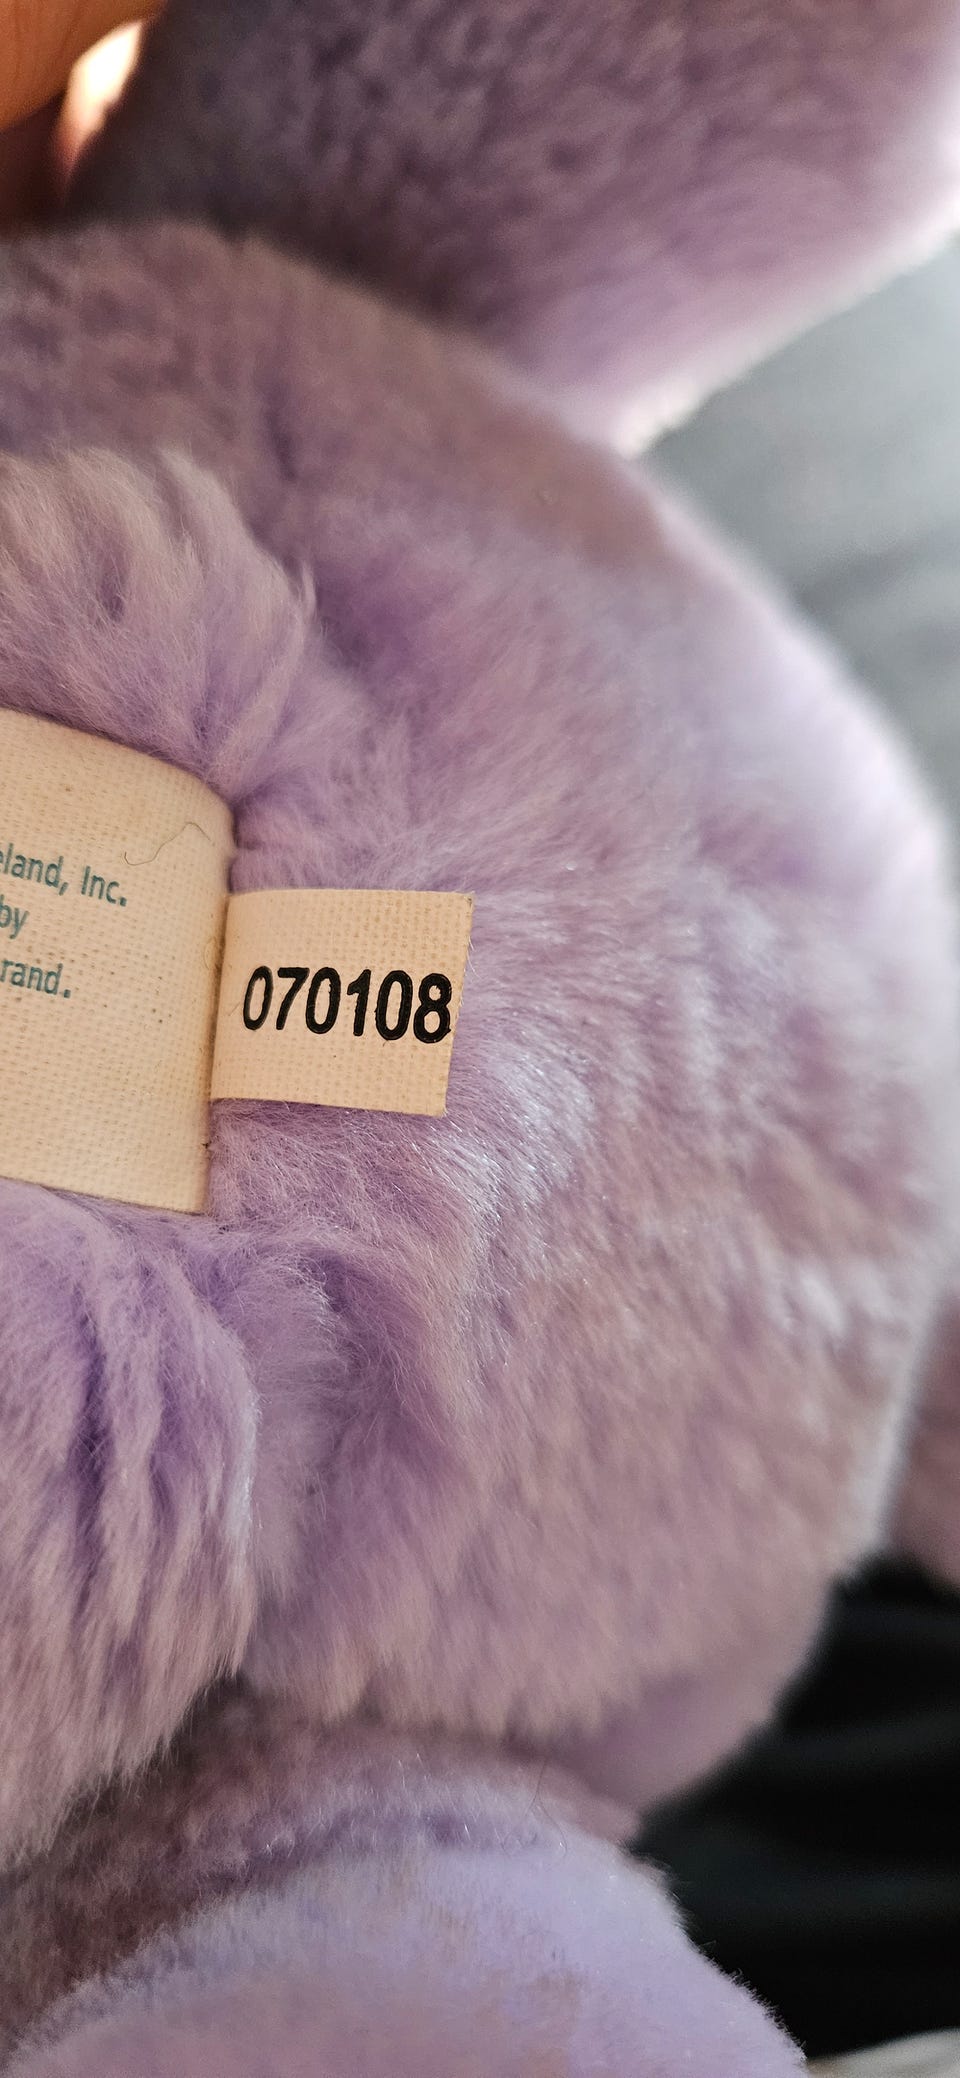 eland, Inc.
by
rand.
070108